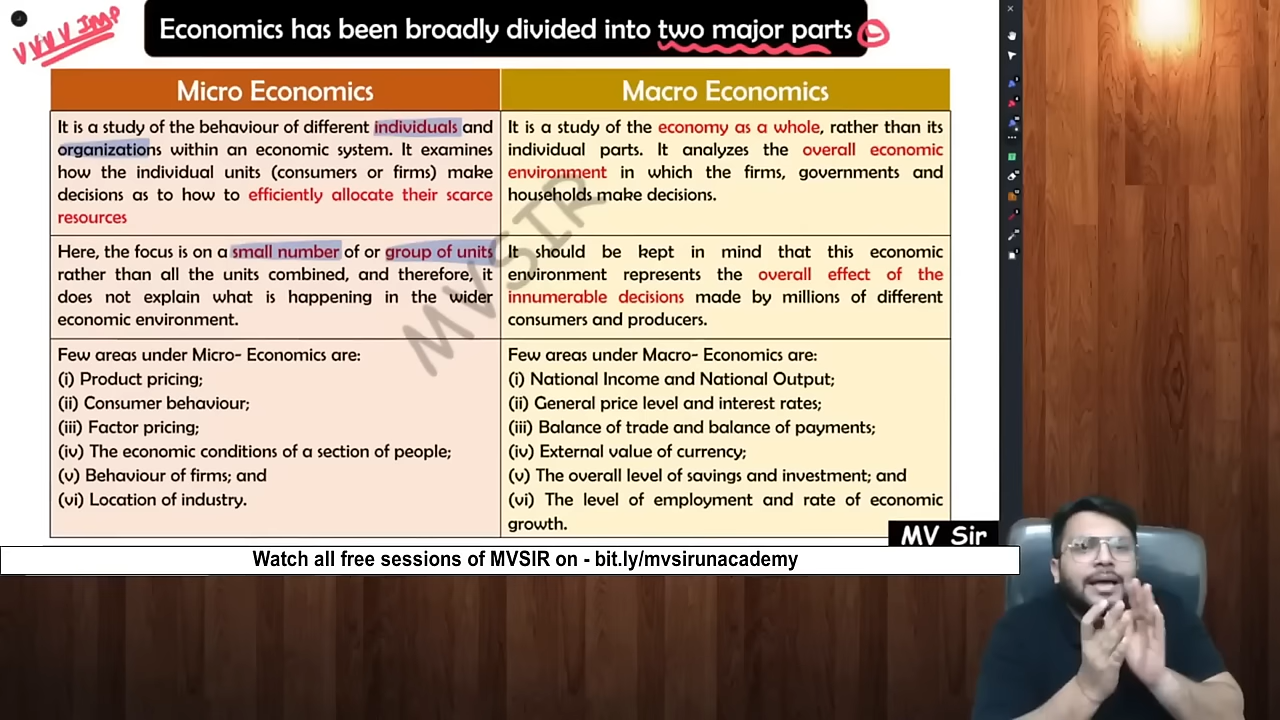 VVVV IMP
Economics has been broadly divided into two major parts
Micro Economics
Macro Economics
It is a study of the behaviour of different individuals and
organizations within an economic system. It examines
how the individual units (consumers or firms) make
decisions as to how to efficiently allocate their scarce
resources
It is a study of the economy as a whole, rather than its
individual parts. It analyzes the overall economic
environment in which the firms, governments and
households make decisions.
Here, the focus is on a small number of or group of units
rather than all the units combined, and therefore, it
does not explain what is happening in the wider
economic environment.
It should be kept in mind that this economic
environment represents the overall effect of the
innumerable decisions made by millions of different
consumers and producers.
Few areas under Micro- Economics are:
(i) Product pricing;
(ii) Consumer behaviour;
(iii) Factor pricing;
(iv) The economic conditions of a section of people;
(v) Behaviour of firms; and
(vi) Location of industry.
Few areas under Macro- Economics are:
(i) National Income and National Output;
(ii) General price level and interest rates;
(iii) Balance of trade and balance of payments;
(iv) External value of currency;
(v) The overall level of savings and investment; and
(vi) The level of employment and rate of economic
growth.
MVSIR
MV Sir
Watch all free sessions of MVSIR on - bit.ly/mvsirunacademy